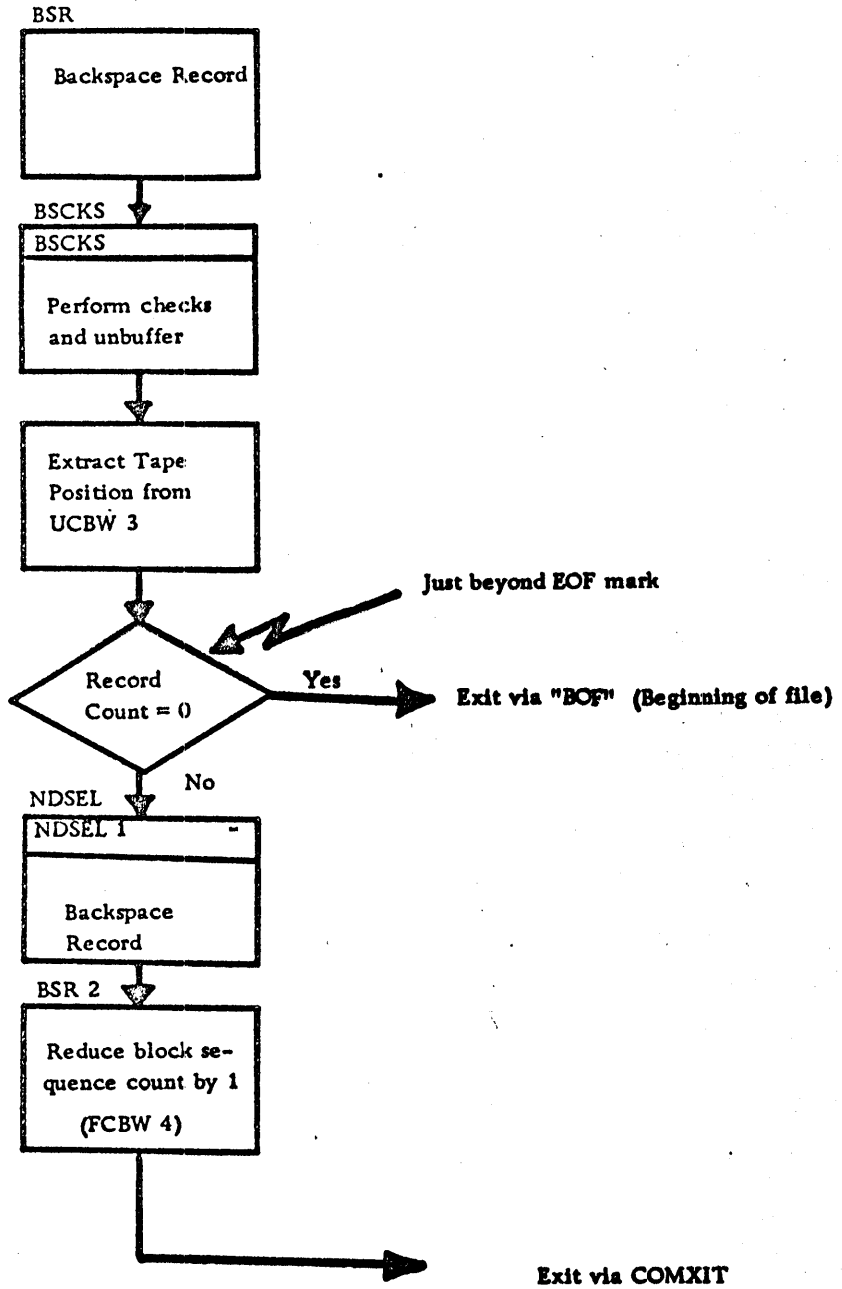 BSR
Backspace Record
BSCKS
BSCKS
Perform checks
and unbuffer
Extract Tape
Position from
UCBW 3
Just beyond EOF mark
Record
Count = 0
Yes
Exit via "BOF" (Beginning of file)
No
NDSEL
NDSEL 1 -
Backspace
Record
BSR 2
Reduce block se-
quence count by 1
(FCBW 4)
Exit via COMXIT